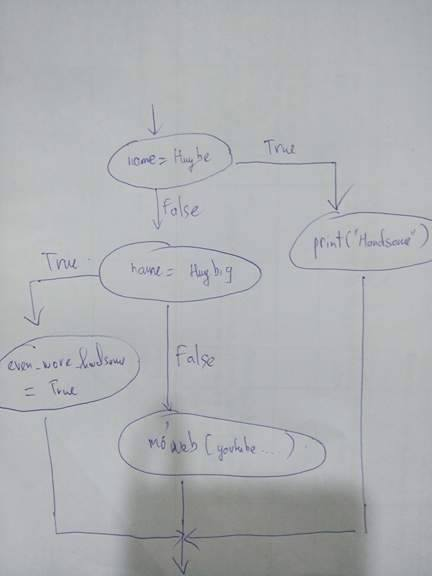 name = Huybe
True
False
print("Handsome")
True
name = Huybig
even_more_handsome
= True
False
mở web (youtube...)